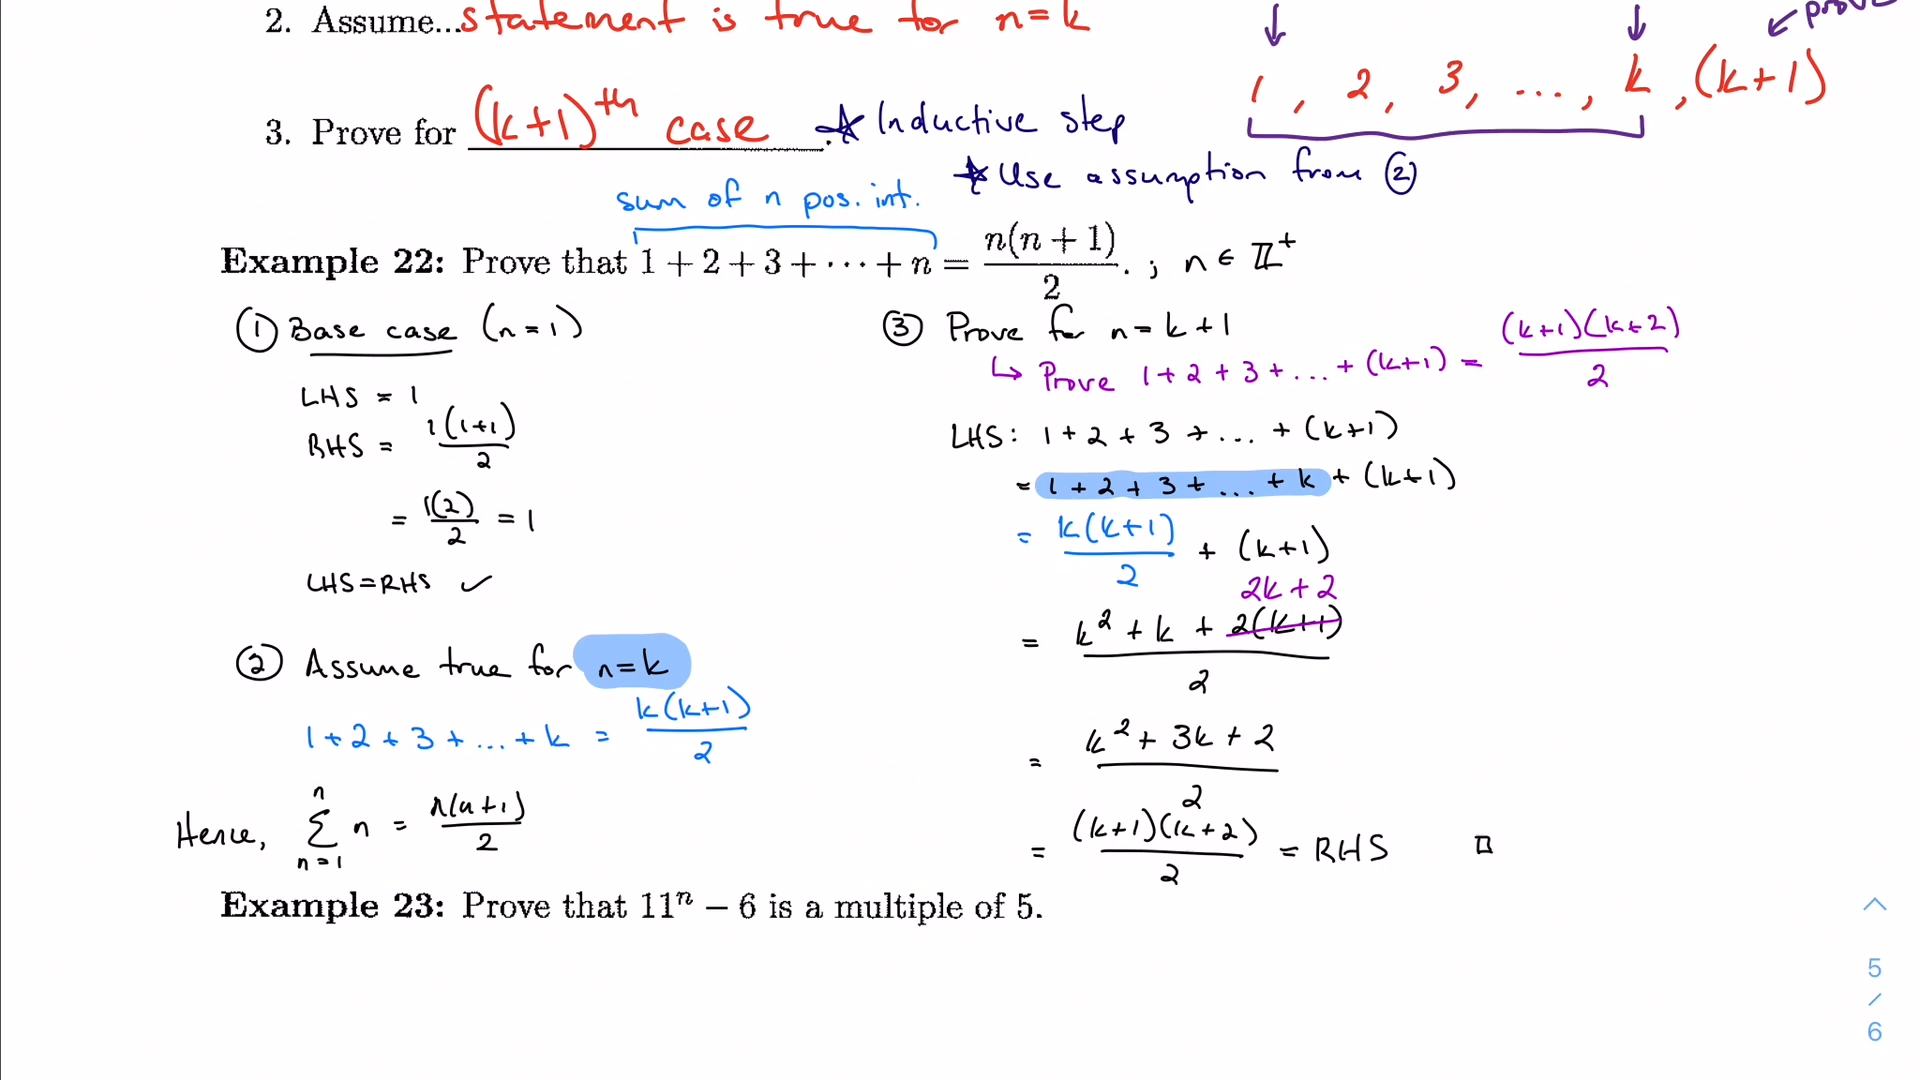 2. Assume...statement is true for n=k
1, 2, 3, ..., k, (k+1)
3. Prove for (k+1)^th case. ☆ Inductive step
☆ Use assumption from ②
sum of n pos. int.
Example 22: Prove that 1 + 2 + 3 + ⋯ + n = n(n + 1)/2. ; n ∈ ℤ⁺
① Base case (n=1)
LHS = 1
RHS = 1(1+1)/2
= 1(2)/2 = 1
LHS=RHS ✓
② Assume true for n=k
1+2+3+...+k = k(k+1)/2
Hence, Σ_{n=1}^{n} n = n(n+1)/2
③ Prove for n=k+1
↳ Prove 1+2+3+...+(k+1) = (k+1)(k+2)/2
LHS: 1+2+3+...+(k+1)
= 1+2+3+...+k+(k+1)
= k(k+1)/2 + (k+1)
2k+2
= k²+k+2(k+1)/2
= k²+3k+2/2
= (k+1)(k+2)/2 = RHS □
Example 23: Prove that 11ⁿ − 6 is a multiple of 5.
5
/
6